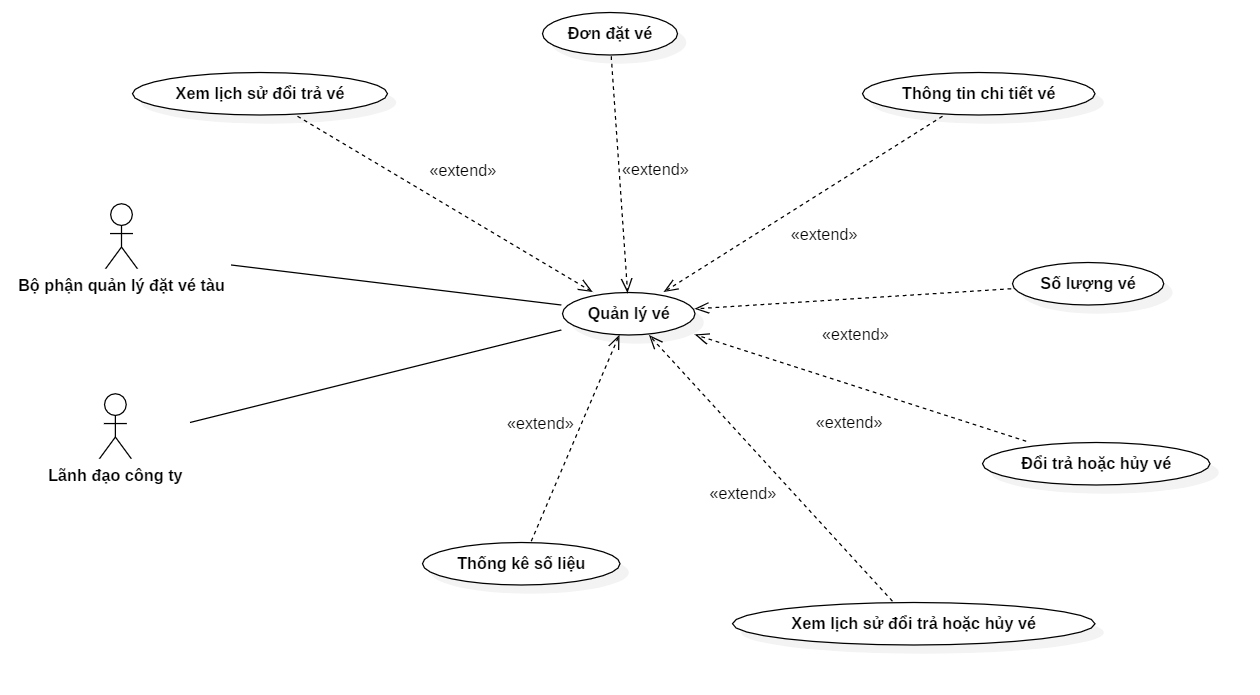 Đơn đặt vé
Xem lịch sử đổi trả vé
Thông tin chi tiết vé
«extend»
«extend»
«extend»
Bộ phận quản lý đặt vé tàu
Số lượng vé
Quản lý vé
«extend»
«extend»
«extend»
Đổi trả hoặc hủy vé
Lãnh đạo công ty
«extend»
Thống kê số liệu
Xem lịch sử đổi trả hoặc hủy vé